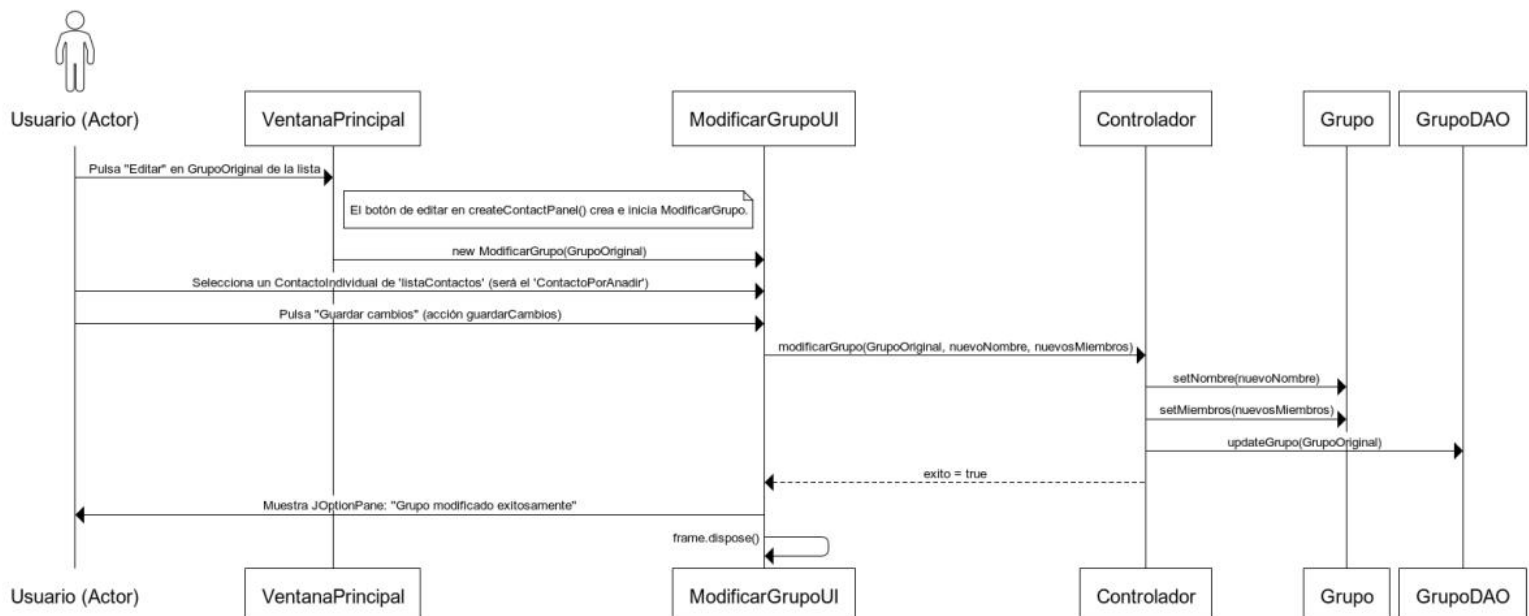 Usuario (Actor)
VentanaPrincipal
ModificarGrupoUI
Controlador
Grupo
GrupoDAO
Pulsa "Editar" en GrupoOriginal de la lista
El botón de editar en createContactPanel() crea e inicia ModificarGrupo.
new ModificarGrupo(GrupoOriginal)
Selecciona un ContactoIndividual de 'listaContactos' (será el 'ContactoPorAnadir')
Pulsa "Guardar cambios" (acción guardarCambios)
modificarGrupo(GrupoOriginal, nuevoNombre, nuevosMiembros)
setNombre(nuevoNombre)
setMiembros(nuevosMiembros)
updateGrupo(GrupoOriginal)
exito = true
Muestra JOptionPane: "Grupo modificado exitosamente"
frame.dispose()
Usuario (Actor)
VentanaPrincipal
ModificarGrupoUI
Controlador
Grupo
GrupoDAO